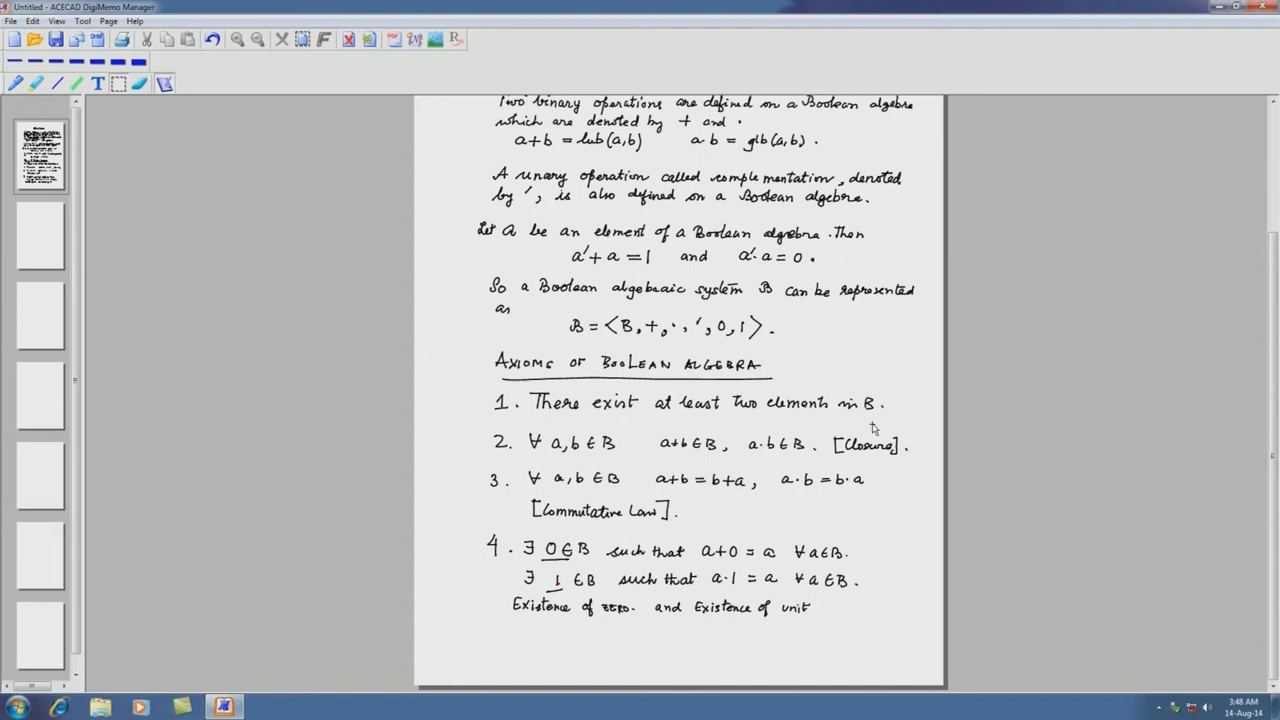 Untitled - ACECAD DigiMemo Manager
File Edit View Tool Page Help
Two binary operations are defined on a Boolean algebra
which are denoted by + and ·
a+b = lub(a,b) a·b = glb(a,b) .
A unary operation called complementation, denoted
by ′, is also defined on a Boolean algebra.
Let a be an element of a Boolean algebra. Then
a′+a = 1 and a′·a = 0 .
So a Boolean algebraic system B can be represented
as
B = ⟨B, +, ·, ′, 0, 1⟩ .
AXIOMS OF BOOLEAN ALGEBRA
1. There exist at least two elements in B.
2. ∀ a,b ∈ B a+b ∈ B, a·b ∈ B. [Closure].
3. ∀ a,b ∈ B a+b = b+a, a·b = b·a
[Commutative Law].
4. ∃ 0 ∈ B such that a+0 = a ∀ a ∈ B.
∃ 1 ∈ B such that a·1 = a ∀ a ∈ B.
Existence of ZERO. and Existence of unit
3:48 AM
14-Aug-14